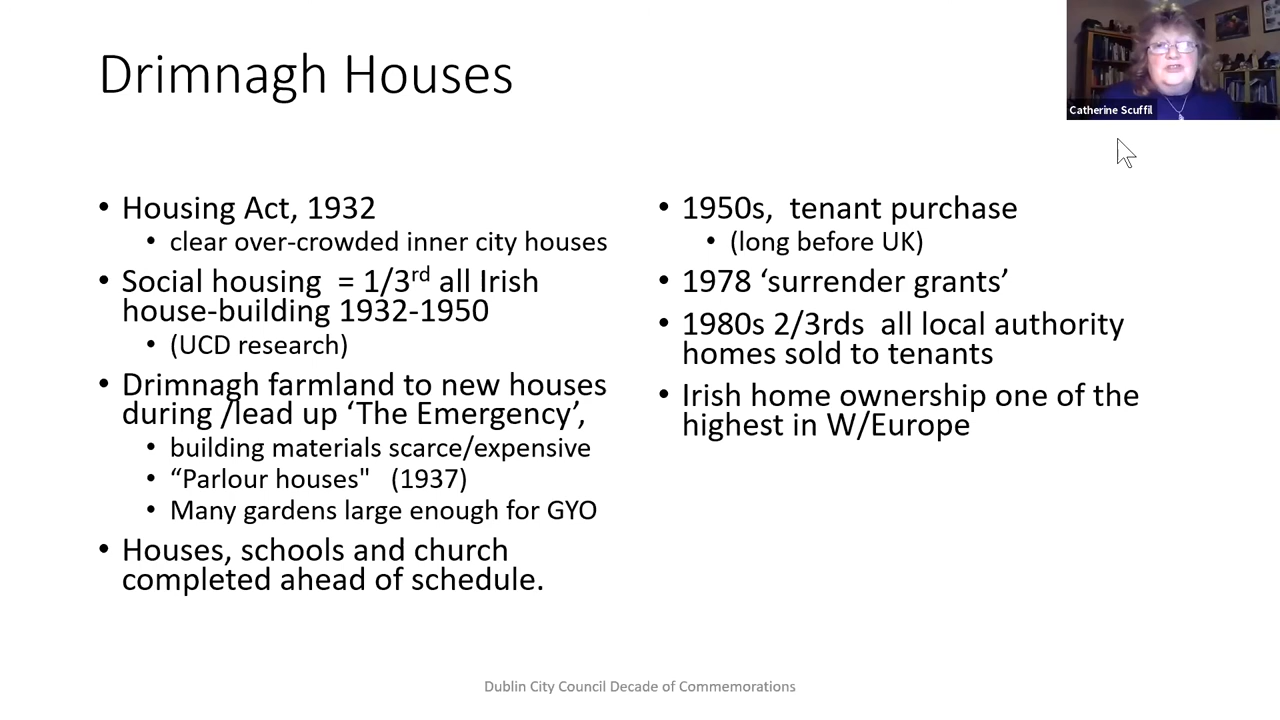 Drimnagh Houses
Catherine Scuffil
• Housing Act, 1932
• clear over-crowded inner city houses
• Social housing = 1/3rd all Irish
house-building 1932-1950
• (UCD research)
• Drimnagh farmland to new houses
during /lead up ‘The Emergency’,
• building materials scarce/expensive
• “Parlour houses" (1937)
• Many gardens large enough for GYO
• Houses, schools and church
completed ahead of schedule.
• 1950s, tenant purchase
• (long before UK)
• 1978 ‘surrender grants’
• 1980s 2/3rds all local authority
homes sold to tenants
• Irish home ownership one of the
highest in W/Europe
Dublin City Council Decade of Commemorations